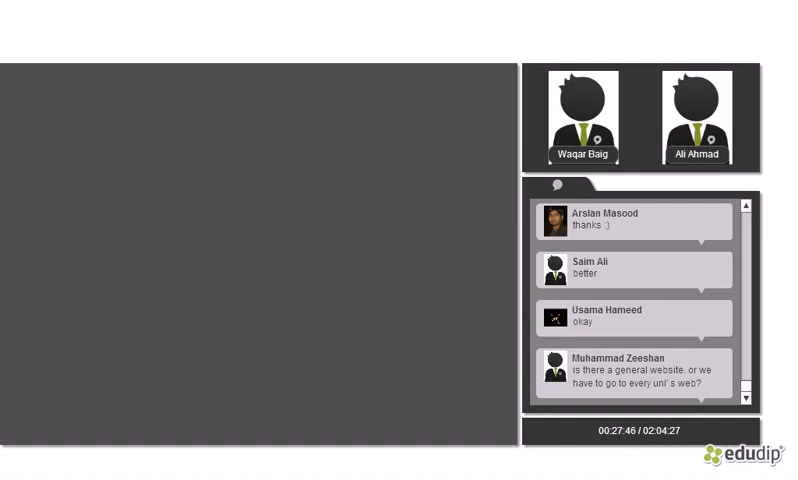 Waqar Baig
Ali Ahmad
Arslan Masood
thanks :)
Saim Ali
better
Usama Hameed
okay
Muhammad Zeeshan
is there a general website. or we
have to go to every uni' s web?
00:27:46 / 02:04:27
edudip